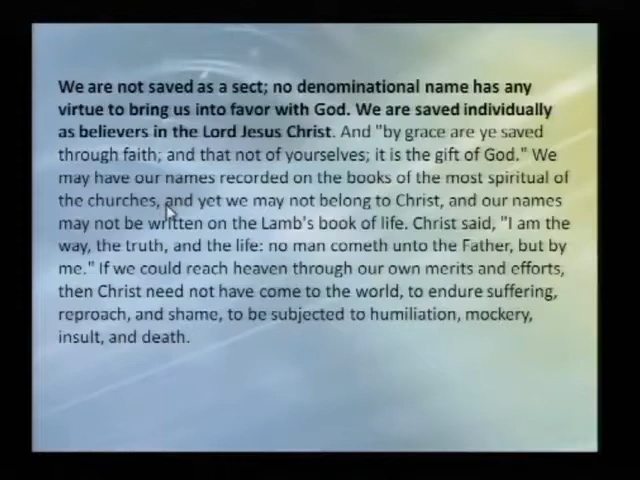 We are not saved as a sect; no denominational name has any
virtue to bring us into favor with God. We are saved individually
as believers in the Lord Jesus Christ. And "by grace are ye saved
through faith; and that not of yourselves; it is the gift of God." We
may have our names recorded on the books of the most spiritual of
the churches, and yet we may not belong to Christ, and our names
may not be written on the Lamb's book of life. Christ said, "I am the
way, the truth, and the life: no man cometh unto the Father, but by
me." If we could reach heaven through our own merits and efforts,
then Christ need not have come to the world, to endure suffering,
reproach, and shame, to be subjected to humiliation, mockery,
insult, and death.